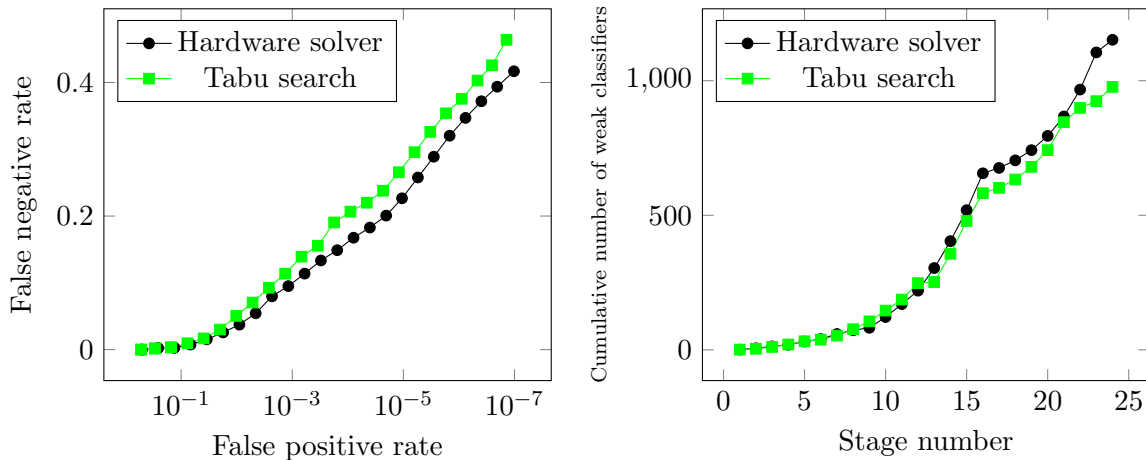 False negative rate
0.4
0.2
0
Hardware solver
Tabu search
10⁻¹ 10⁻³ 10⁻⁵ 10⁻⁷
False positive rate
Cumulative number of weak classifiers
1,000
500
0
Hardware solver
Tabu search
0 5 10 15 20 25
Stage number